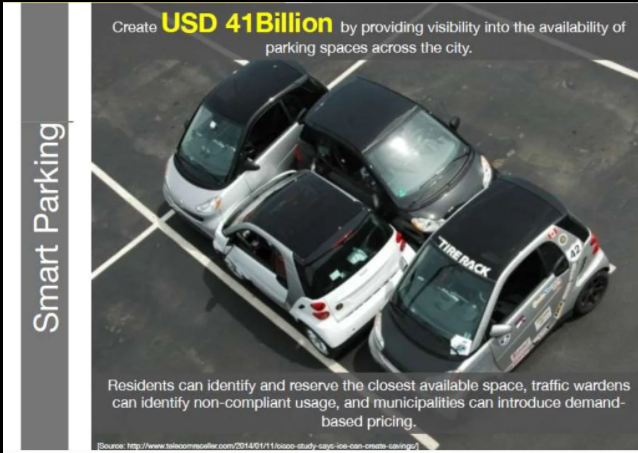 Smart Parking
Create USD 41Billion by providing visibility into the availability of
parking spaces across the city.
TIRE RACK
42
Residents can identify and reserve the closest available space, traffic wardens
can identify non-compliant usage, and municipalities can introduce demand-
based pricing.
[Source: http://www.telecomreseller.com/2014/01/11/cisco-study-says-ioe-can-create-savings/]